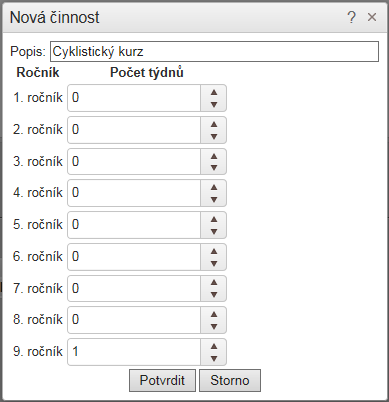 Nová činnost ? ×
Popis: Cyklistický kurz
Ročník Počet týdnů
1. ročník 0
2. ročník 0
3. ročník 0
4. ročník 0
5. ročník 0
6. ročník 0
7. ročník 0
8. ročník 0
9. ročník 1
Potvrdit Storno